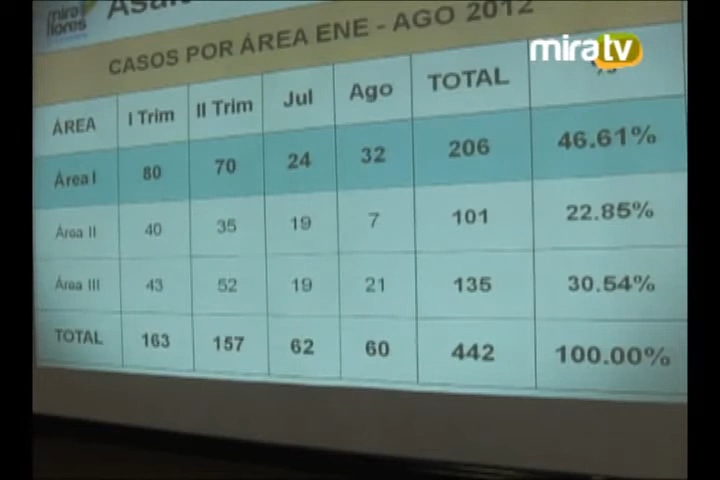 mira
flores
CASOS POR ÁREA ENE - AGO 2012
miratv
ÁREA I Trim II Trim Jul Ago TOTAL %
Área I 80 70 24 32 206 46.61%
Área II 40 35 19 7 101 22.85%
Área III 43 52 19 21 135 30.54%
TOTAL 163 157 62 60 442 100.00%